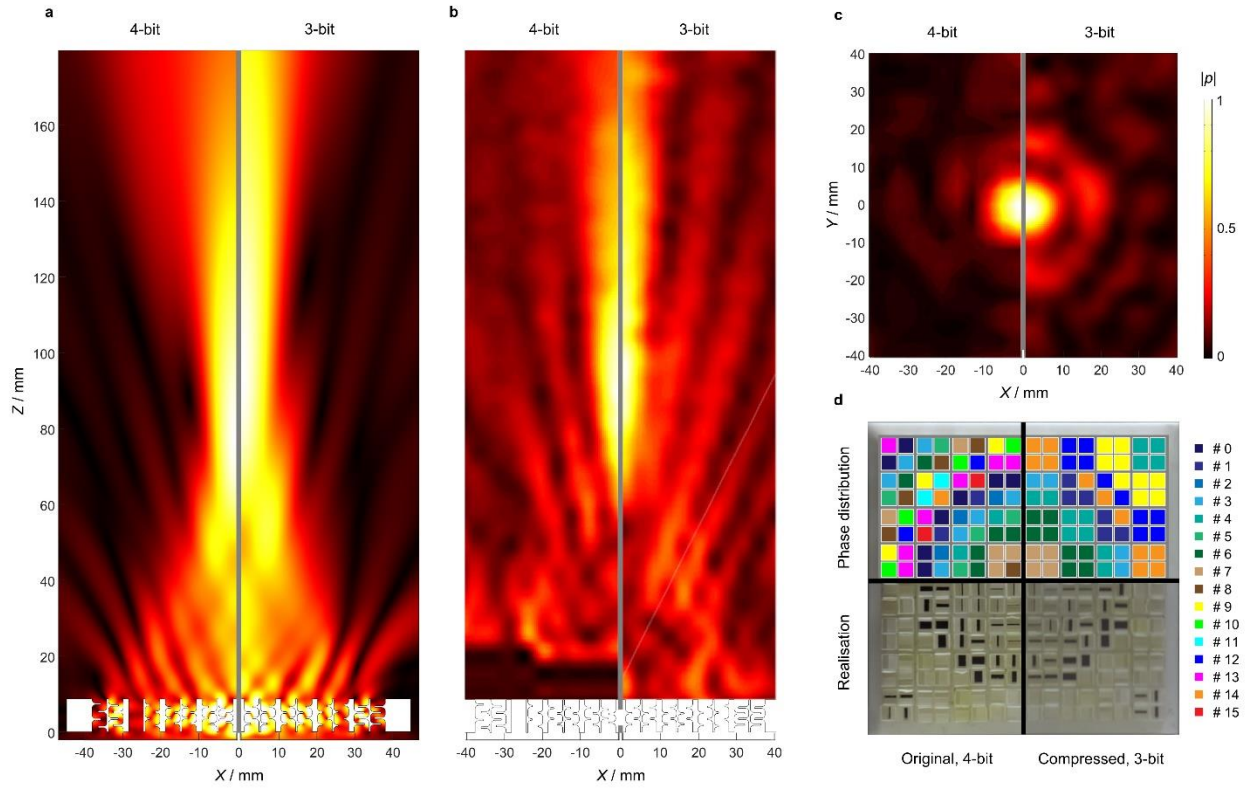 a
4-bit 3-bit
Z / mm
160
140
120
100
80
60
40
20
0
-40 -30 -20 -10 0 10 20 30 40
X / mm
b
4-bit 3-bit
-40 -30 -20 -10 0 10 20 30 40
X / mm
c
4-bit 3-bit
Y / mm
40
30
20
10
0
-10
-20
-30
-40
-40 -30 -20 -10 0 10 20 30 40
X / mm
|p|
1
0.5
0
d
Phase distribution
Realisation
Original, 4-bit Compressed, 3-bit
# 0
# 1
# 2
# 3
# 4
# 5
# 6
# 7
# 8
# 9
# 10
# 11
# 12
# 13
# 14
# 15